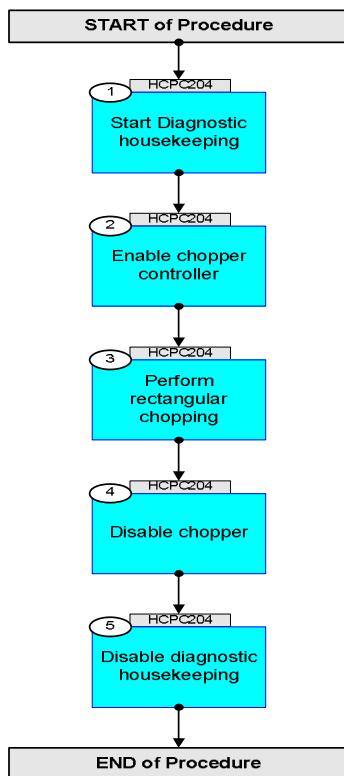 START of Procedure
HCPC204
1
Start Diagnostic
housekeeping
HCPC204
2
Enable chopper
controller
HCPC204
3
Perform
rectangular
chopping
HCPC204
4
Disable chopper
HCPC204
5
Disable diagnostic
housekeeping
END of Procedure